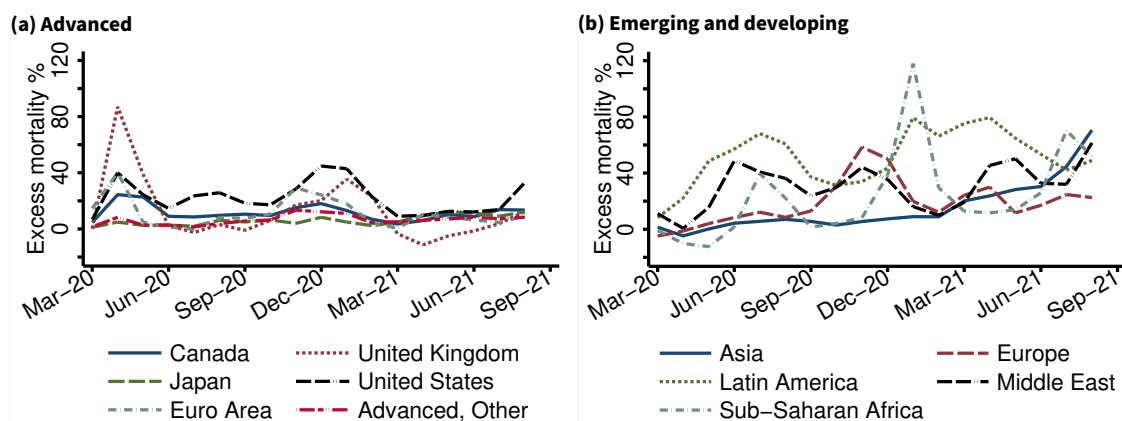 (a) Advanced
Excess mortality %
120
80
40
0
Mar–20
Jun–20
Sep–20
Dec–20
Mar–21
Jun–21
Sep–21
Canada
United Kingdom
Japan
United States
Euro Area
Advanced, Other
(b) Emerging and developing
Excess mortality %
120
80
40
0
Mar–20
Jun–20
Sep–20
Dec–20
Mar–21
Jun–21
Sep–21
Asia
Europe
Latin America
Middle East
Sub–Saharan Africa